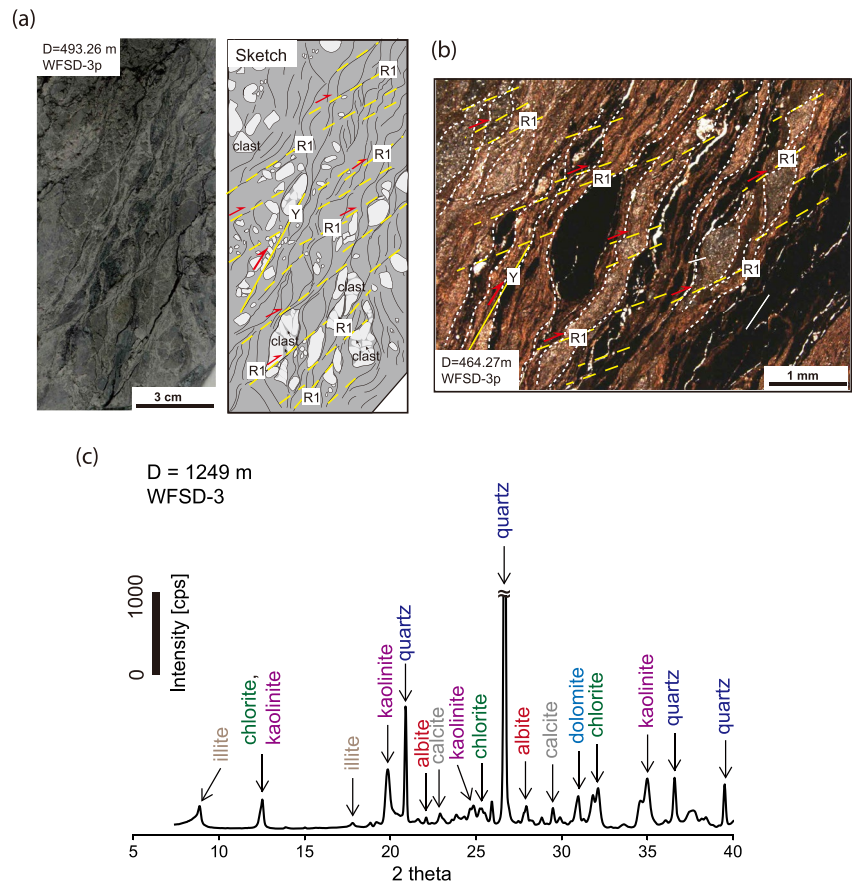 (a)
D=493.26 m
WFSD-3p
3 cm
Sketch
R1
clast
R1
R1
Y
R1
clast
R1
clast
clast
R1
R1
(b)
R1
R1
R1
Y
R1
R1
D=464.27m
WFSD-3p
1 mm
(c)
D = 1249 m
WFSD-3
1000
0
Intensity [cps]
illite
chlorite,
kaolinite
illite
kaolinite
quartz
albite
calcite
kaolinite
chlorite
quartz
≈
albite
calcite
dolomite
chlorite
kaolinite
quartz
quartz
5 10 15 20 25 30 35 40
2 theta